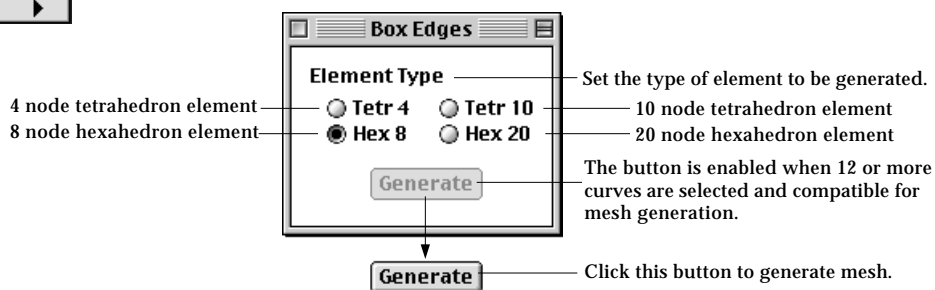 Box Edges
Element Type
Set the type of element to be generated.
4 node tetrahedron element
Tetr 4
Tetr 10
10 node tetrahedron element
8 node hexahedron element
Hex 8
Hex 20
20 node hexahedron element
Generate
The button is enabled when 12 or more
curves are selected and compatible for
mesh generation.
Generate
Click this button to generate mesh.